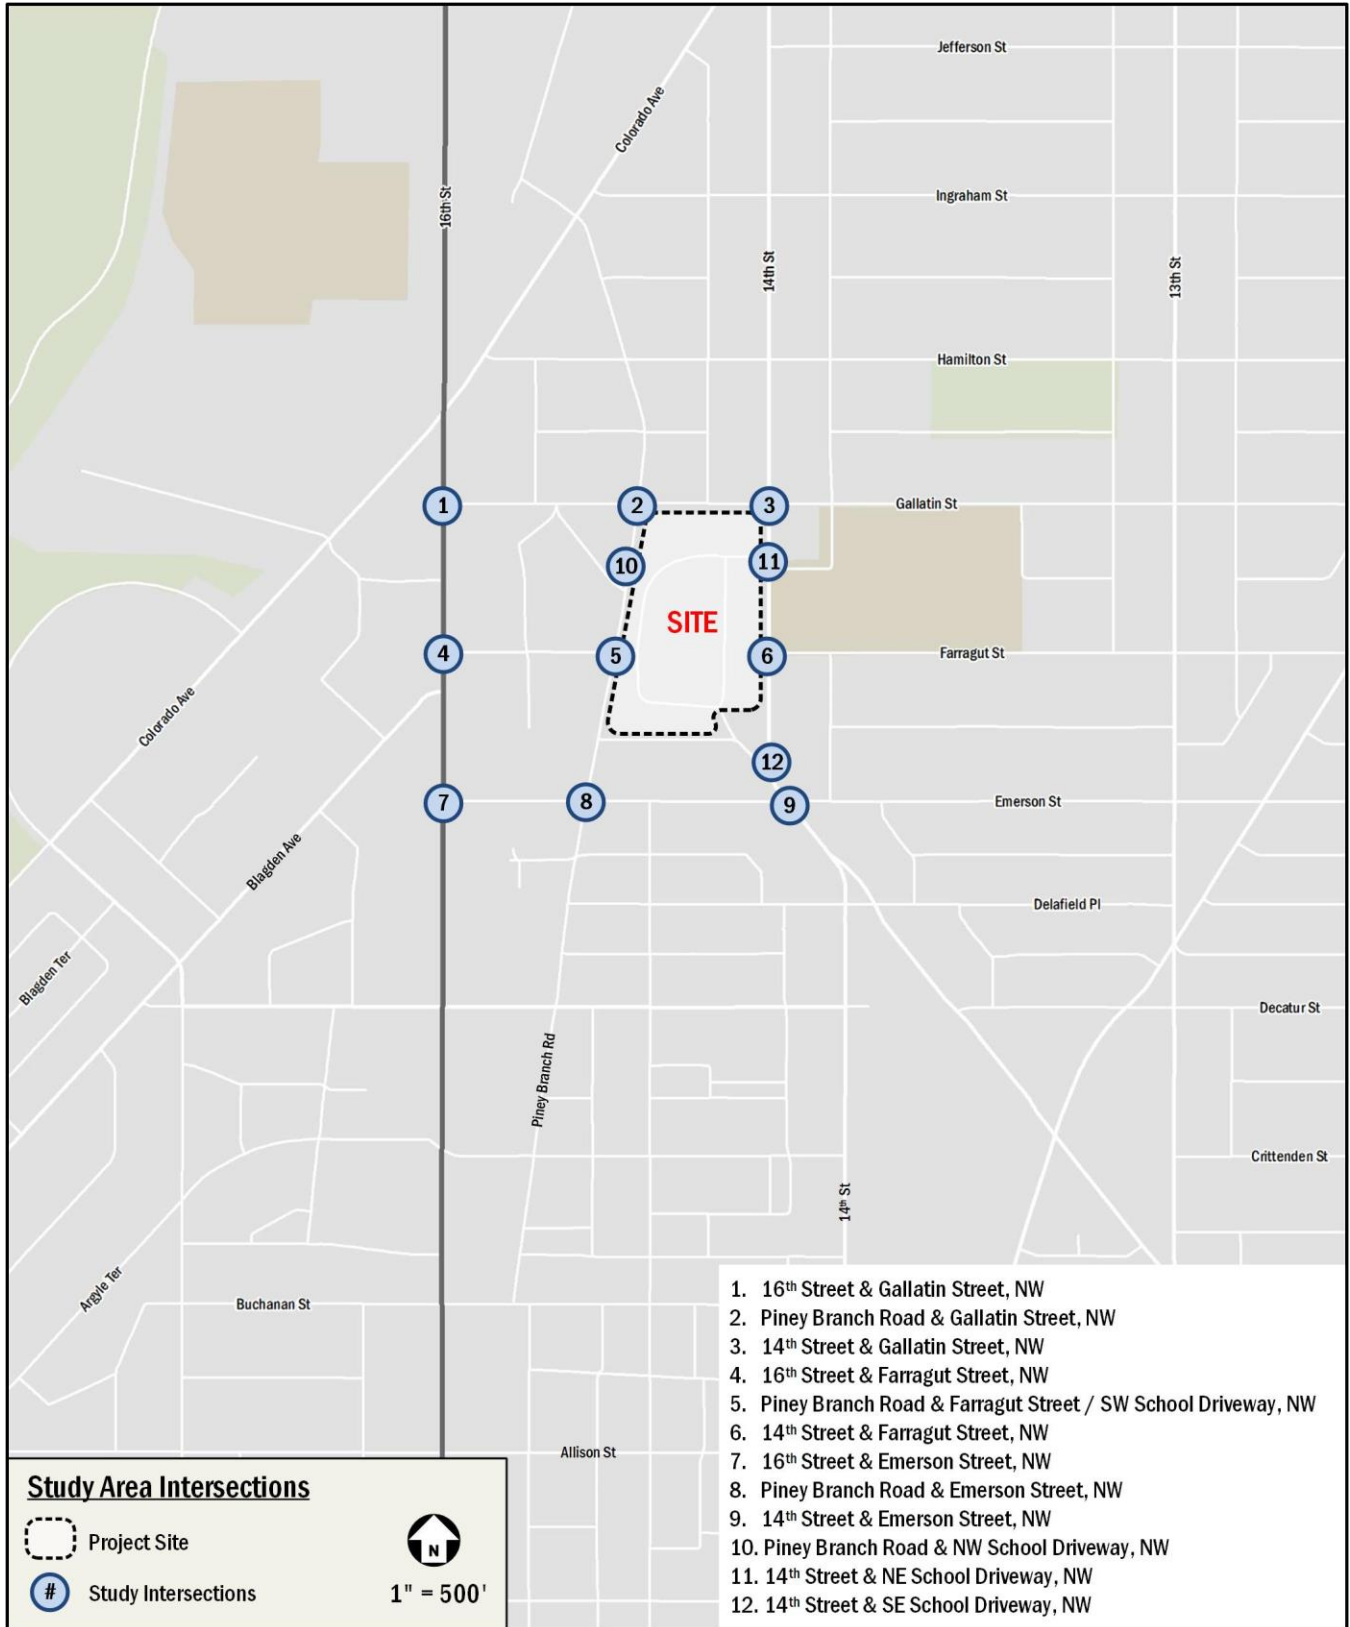 Jefferson St
Colorado Ave
Ingraham St
16th St
14th St
13th St
Hamilton St
1
2
3
Gallatin St
10
11
SITE
4
5
6
Farragut St
Colorado Ave
12
7
8
9
Emerson St
Blagden Ave
Delafield Pl
Blagden Ter
Decatur St
Piney Branch Rd
Crittenden St
14th St
Argyle Ter
Buchanan St
Allison St
1. 16th Street & Gallatin Street, NW
2. Piney Branch Road & Gallatin Street, NW
3. 14th Street & Gallatin Street, NW
4. 16th Street & Farragut Street, NW
5. Piney Branch Road & Farragut Street / SW School Driveway, NW
6. 14th Street & Farragut Street, NW
7. 16th Street & Emerson Street, NW
8. Piney Branch Road & Emerson Street, NW
9. 14th Street & Emerson Street, NW
10. Piney Branch Road & NW School Driveway, NW
11. 14th Street & NE School Driveway, NW
12. 14th Street & SE School Driveway, NW
Study Area Intersections
Project Site
N
# Study Intersections
1" = 500'